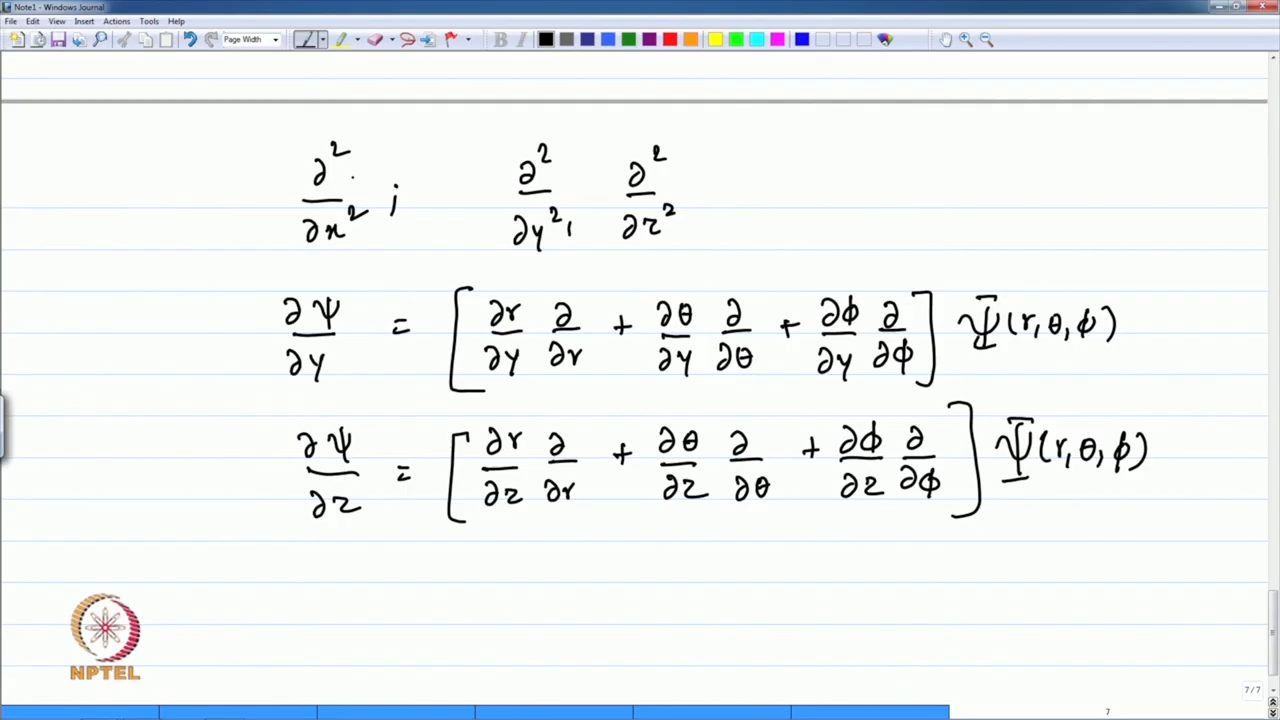 Note1 - Windows Journal
File Edit View Insert Actions Tools Help
Page Width
∂²/∂x² ; ∂²/∂y², ∂²/∂z²
∂ψ/∂y = [ ∂r/∂y ∂/∂r + ∂θ/∂y ∂/∂θ + ∂ϕ/∂y ∂/∂ϕ ] Ψ(r, θ, ϕ)
∂ψ/∂z = [ ∂r/∂z ∂/∂r + ∂θ/∂z ∂/∂θ + ∂ϕ/∂z ∂/∂ϕ ] Ψ(r, θ, ϕ)
NPTEL
7 / 7
7